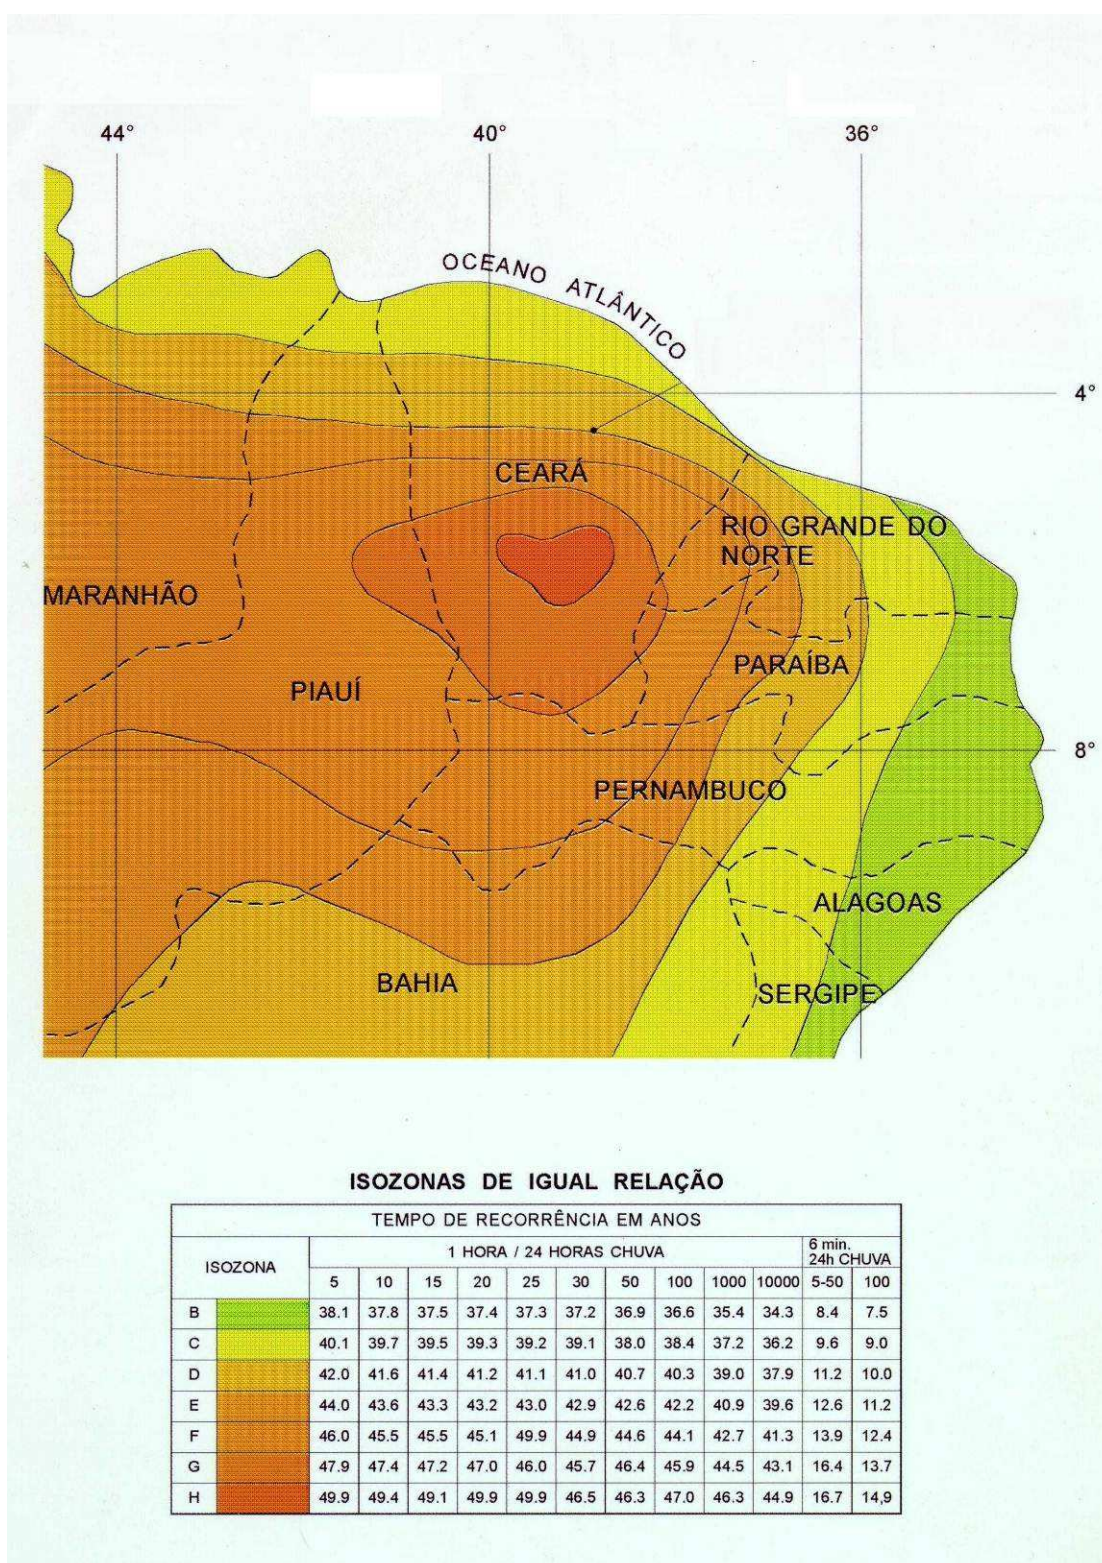 44°
40°
36°
OCEANO ATLÂNTICO
4°
CEARÁ
RIO GRANDE DO
NORTE
MARANHÃO
PARAÍBA
PIAUÍ
8°
PERNAMBUCO
ALAGOAS
BAHIA
SERGIPE
ISOZONAS DE IGUAL RELAÇÃO
TEMPO DE RECORRÊNCIA EM ANOS
ISOZONA
1 HORA / 24 HORAS CHUVA
6 min.
24h CHUVA
5 10 15 20 25 30 50 100 1000 10000 5-50 100
B 38.1 37.8 37.5 37.4 37.3 37.2 36.9 36.6 35.4 34.3 8.4 7.5
C 40.1 39.7 39.5 39.3 39.2 39.1 38.0 38.4 37.2 36.2 9.6 9.0
D 42.0 41.6 41.4 41.2 41.1 41.0 40.7 40.3 39.0 37.9 11.2 10.0
E 44.0 43.6 43.3 43.2 43.0 42.9 42.6 42.2 40.9 39.6 12.6 11.2
F 46.0 45.5 45.5 45.1 49.9 44.9 44.6 44.1 42.7 41.3 13.9 12.4
G 47.9 47.4 47.2 47.0 46.0 45.7 46.4 45.9 44.5 43.1 16.4 13.7
H 49.9 49.4 49.1 49.9 49.9 46.5 46.3 47.0 46.3 44.9 16.7 14,9